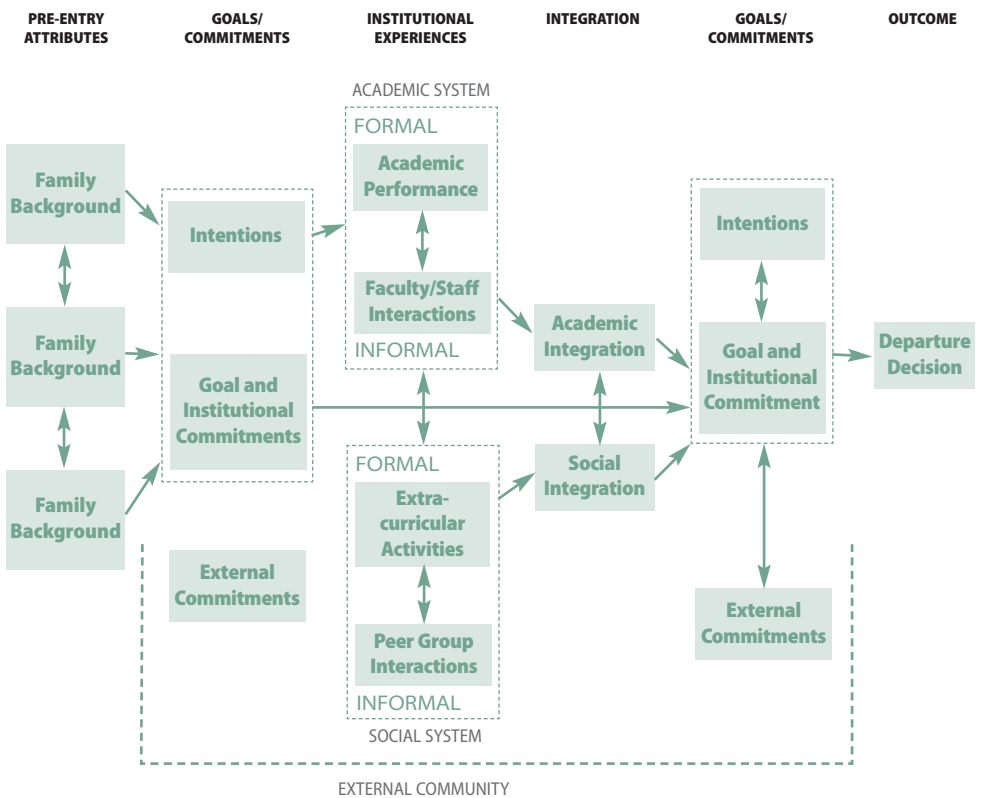 PRE-ENTRY
ATTRIBUTES
GOALS/
COMMITMENTS
INSTITUTIONAL
EXPERIENCES
INTEGRATION
GOALS/
COMMITMENTS
OUTCOME
Family
Background
Family
Background
Family
Background
Intentions
Goal and
Institutional
Commitments
External
Commitments
ACADEMIC SYSTEM
FORMAL
Academic
Performance
Faculty/Staff
Interactions
INFORMAL
FORMAL
Extra-
curricular
Activities
Peer Group
Interactions
INFORMAL
SOCIAL SYSTEM
Academic
Integration
Social
Integration
Intentions
Goal and
Institutional
Commitment
External
Commitments
Departure
Decision
EXTERNAL COMMUNITY